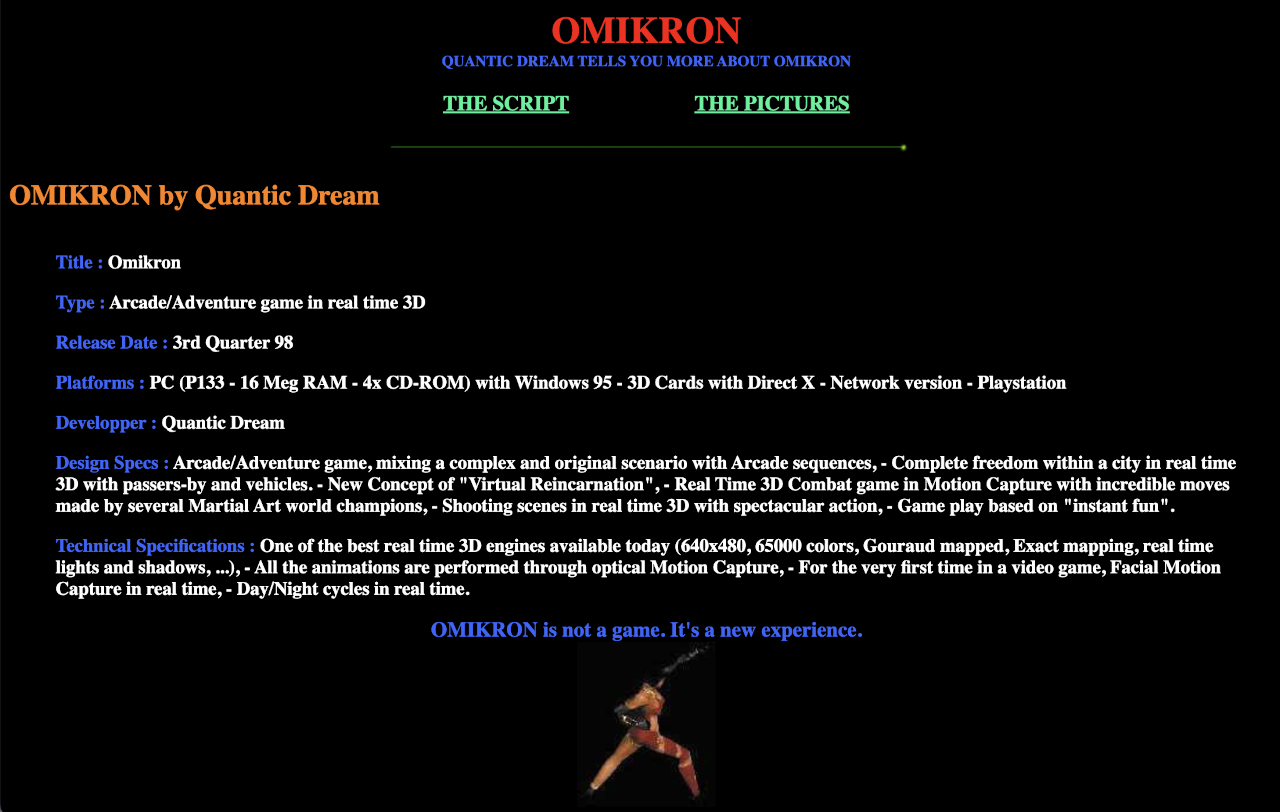 OMIKRON
QUANTIC DREAM TELLS YOU MORE ABOUT OMIKRON
THE SCRIPT THE PICTURES
OMIKRON by Quantic Dream
Title : Omikron
Type : Arcade/Adventure game in real time 3D
Release Date : 3rd Quarter 98
Platforms : PC (P133 - 16 Meg RAM - 4x CD-ROM) with Windows 95 - 3D Cards with Direct X - Network version - Playstation
Developper : Quantic Dream
Design Specs : Arcade/Adventure game, mixing a complex and original scenario with Arcade sequences, - Complete freedom within a city in real time
3D with passers-by and vehicles. - New Concept of "Virtual Reincarnation", - Real Time 3D Combat game in Motion Capture with incredible moves
made by several Martial Art world champions, - Shooting scenes in real time 3D with spectacular action, - Game play based on "instant fun".
Technical Specifications : One of the best real time 3D engines available today (640x480, 65000 colors, Gouraud mapped, Exact mapping, real time
lights and shadows, ...), - All the animations are performed through optical Motion Capture, - For the very first time in a video game, Facial Motion
Capture in real time, - Day/Night cycles in real time.
OMIKRON is not a game. It's a new experience.